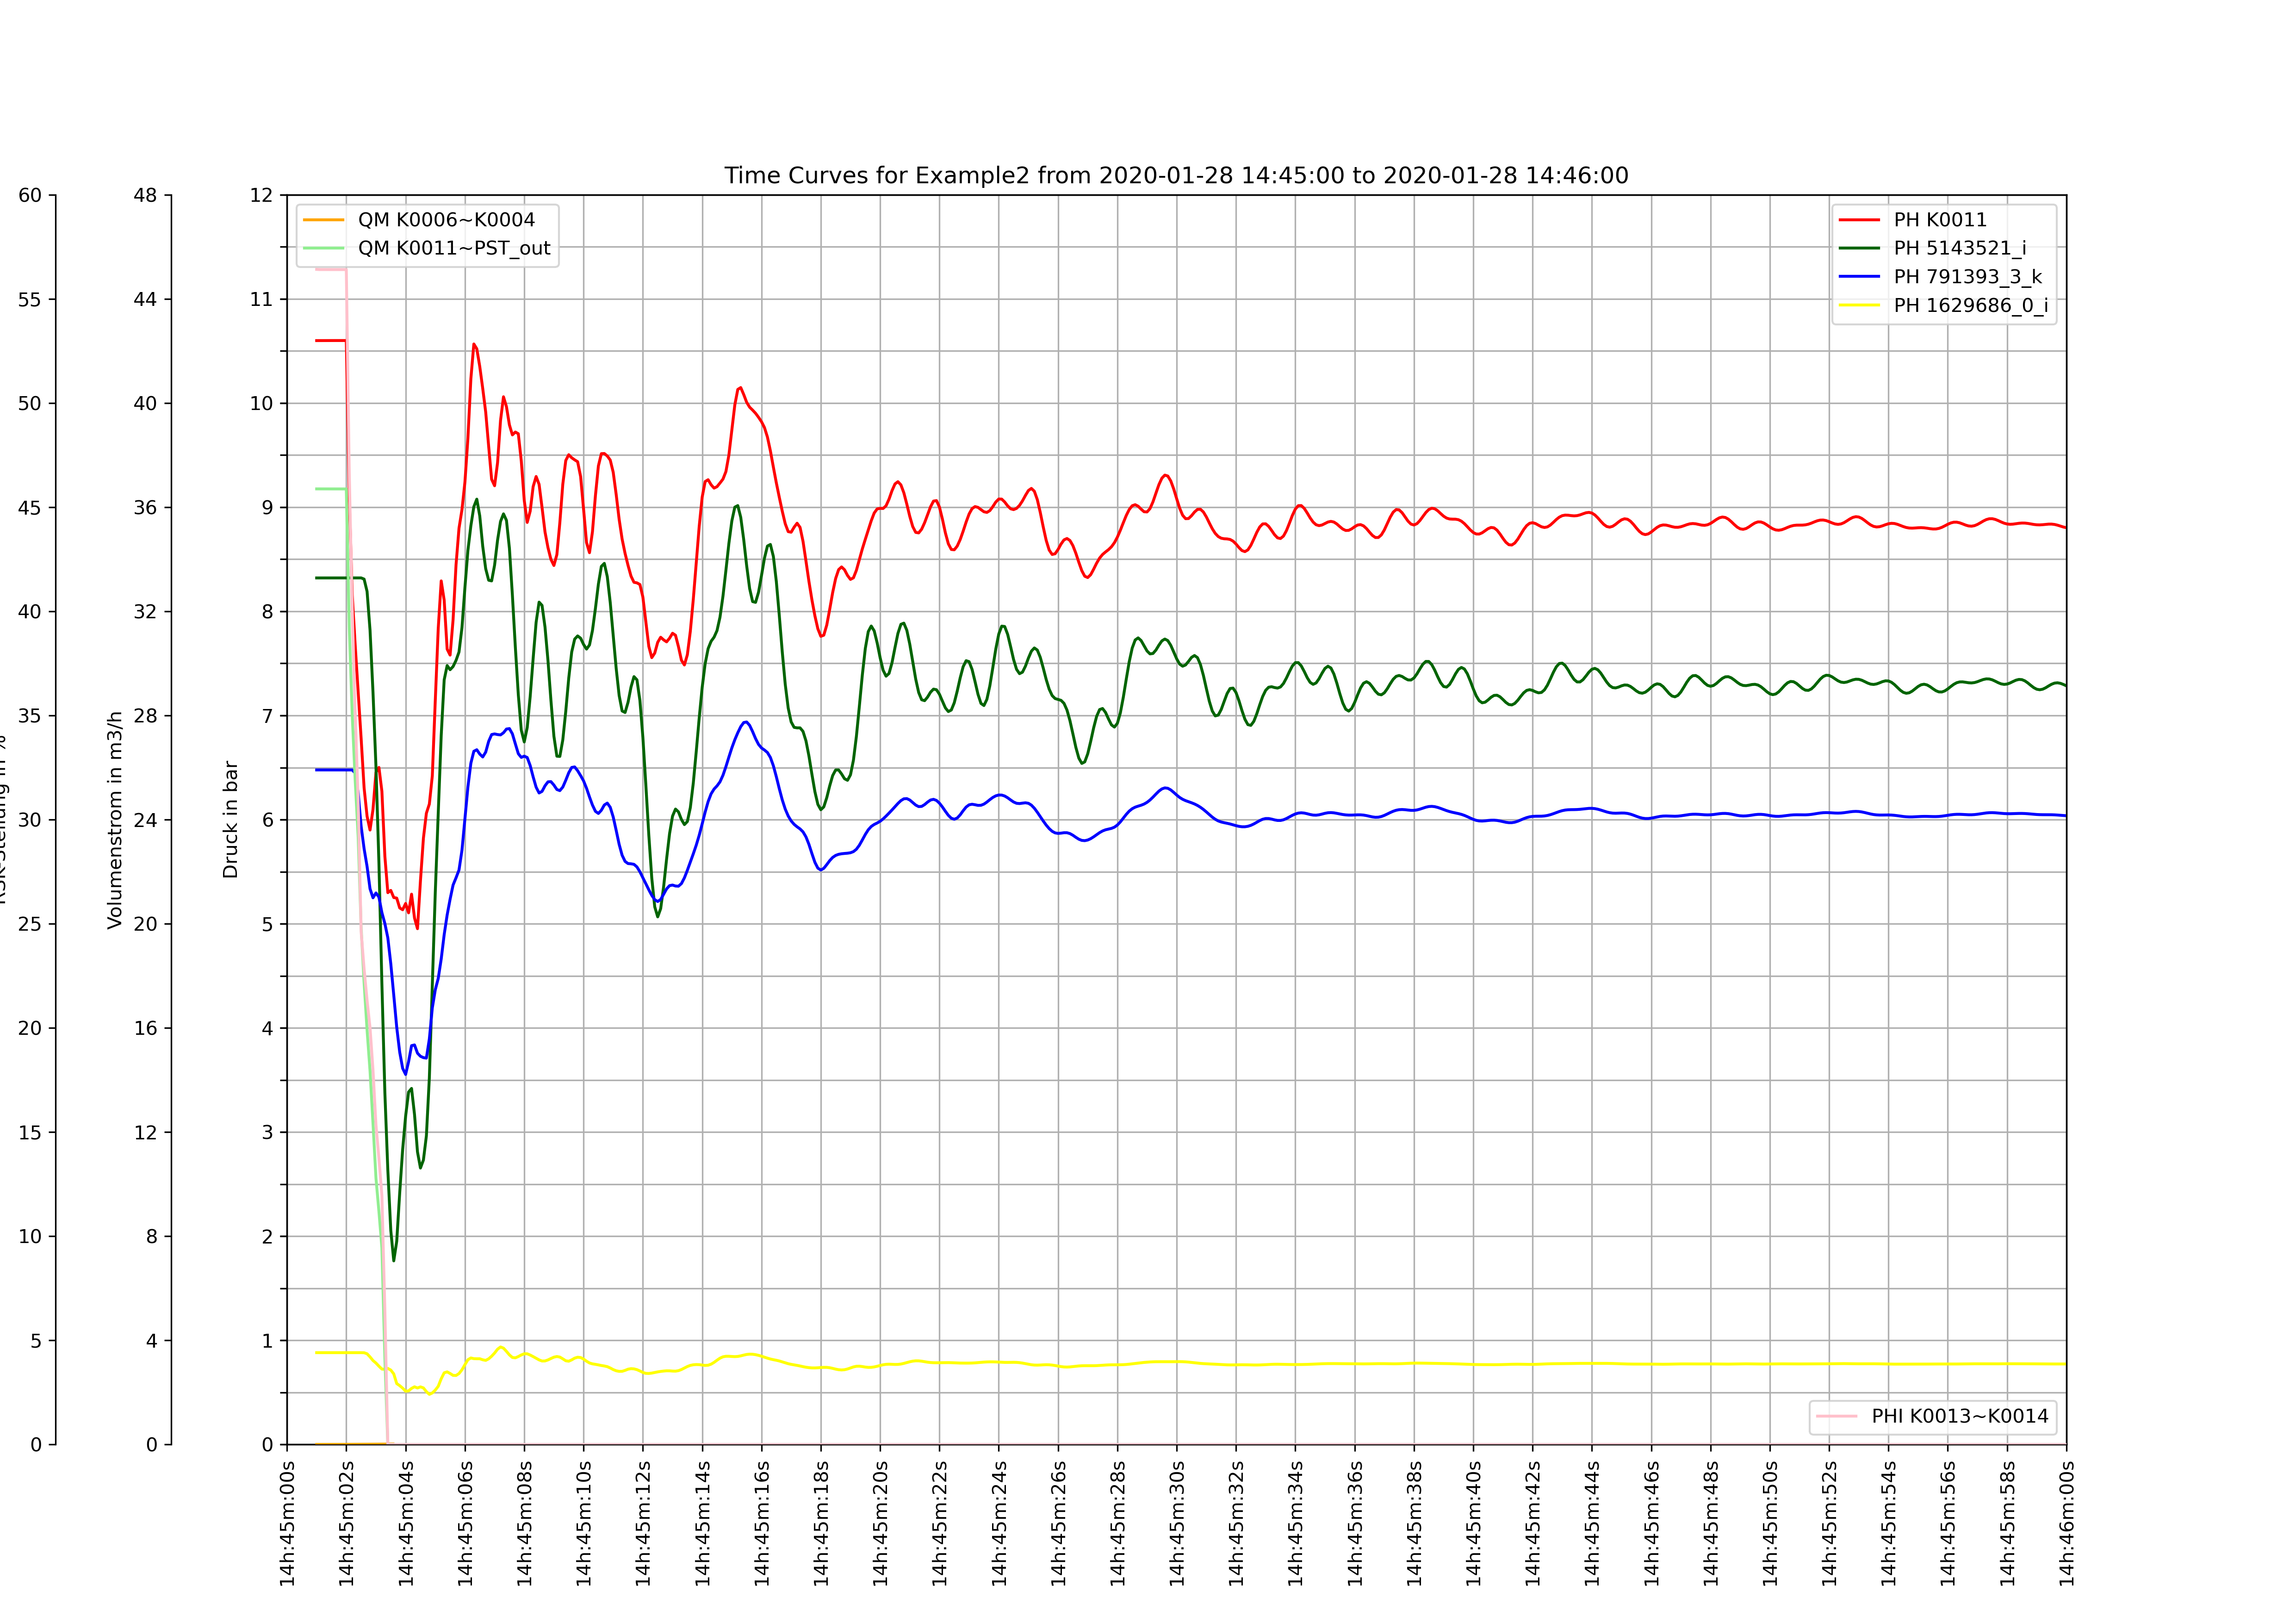 Time Curves for Example2 from 2020-01-28 14:45:00 to 2020-01-28 14:46:00
QM K0006~K0004
QM K0011~PST_out
PH K0011
PH 5143521_i
PH 791393_3_k
PH 1629686_0_i
PHI K0013~K0014
60
55
50
45
40
35
30
25
20
15
10
5
0
Volumenstrom in m3/h
48
44
40
36
32
28
24
20
16
12
8
4
0
Druck in bar
12
11
10
9
8
7
6
5
4
3
2
1
0
14h:45m:00s
14h:45m:02s
14h:45m:04s
14h:45m:06s
14h:45m:08s
14h:45m:10s
14h:45m:12s
14h:45m:14s
14h:45m:16s
14h:45m:18s
14h:45m:20s
14h:45m:22s
14h:45m:24s
14h:45m:26s
14h:45m:28s
14h:45m:30s
14h:45m:32s
14h:45m:34s
14h:45m:36s
14h:45m:38s
14h:45m:40s
14h:45m:42s
14h:45m:44s
14h:45m:46s
14h:45m:48s
14h:45m:50s
14h:45m:52s
14h:45m:54s
14h:45m:56s
14h:45m:58s
14h:46m:00s